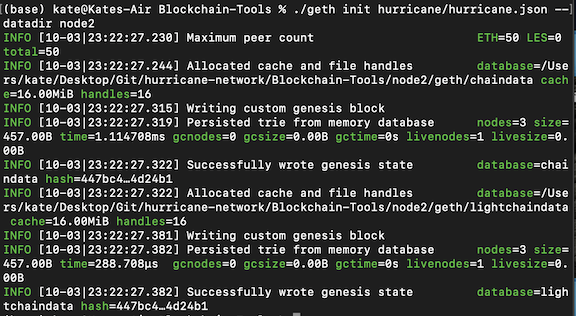 (base) kate@Kates-Air Blockchain-Tools % ./geth init hurricane/hurricane.json --
datadir node2
INFO [10-03|23:22:27.230] Maximum peer count ETH=50 LES=0
total=50
INFO [10-03|23:22:27.244] Allocated cache and file handles database=/Use
rs/kate/Desktop/Git/hurricane-network/Blockchain-Tools/node2/geth/chaindata cach
e=16.00MiB handles=16
INFO [10-03|23:22:27.315] Writing custom genesis block
INFO [10-03|23:22:27.319] Persisted trie from memory database nodes=3 size=
457.00B time=1.114708ms gcnodes=0 gcsize=0.00B gctime=0s livenodes=1 livesize=0.
00B
INFO [10-03|23:22:27.322] Successfully wrote genesis state database=chai
ndata hash=447bc4…4d24b1
INFO [10-03|23:22:27.322] Allocated cache and file handles database=/Use
rs/kate/Desktop/Git/hurricane-network/Blockchain-Tools/node2/geth/lightchaindata
cache=16.00MiB handles=16
INFO [10-03|23:22:27.381] Writing custom genesis block
INFO [10-03|23:22:27.382] Persisted trie from memory database nodes=3 size=
457.00B time=288.708µs gcnodes=0 gcsize=0.00B gctime=0s livenodes=1 livesize=0.
00B
INFO [10-03|23:22:27.382] Successfully wrote genesis state database=ligh
tchaindata hash=447bc4…4d24b1